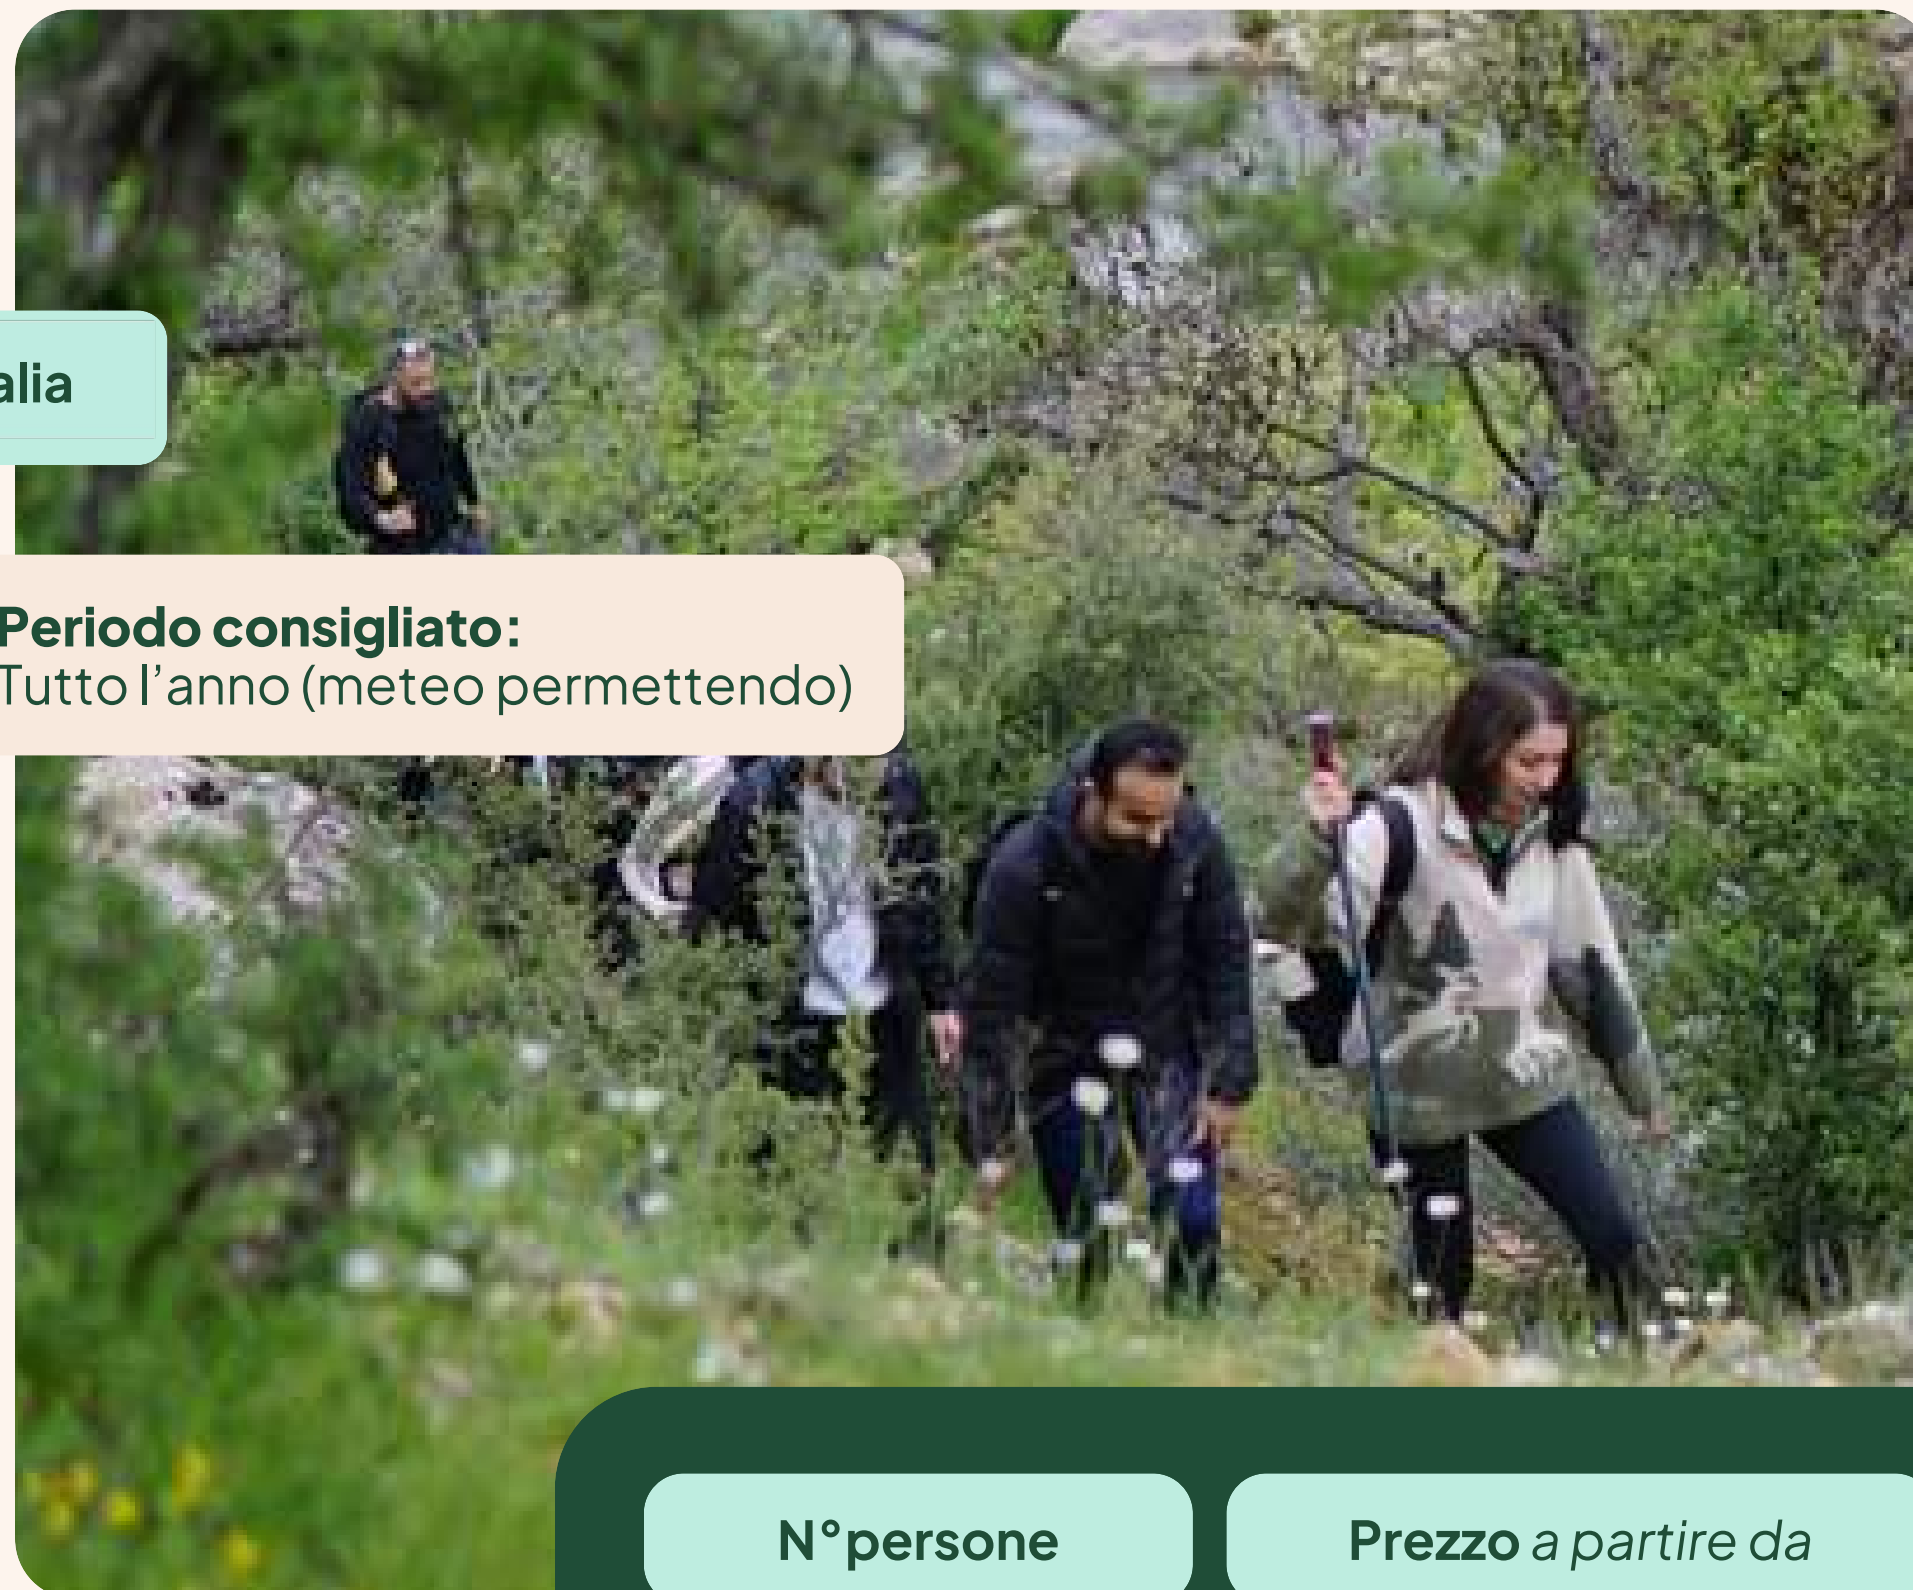 alia
Periodo consigliato:
Tutto l’anno (meteo permettendo)
N°persone
Prezzo a partire da